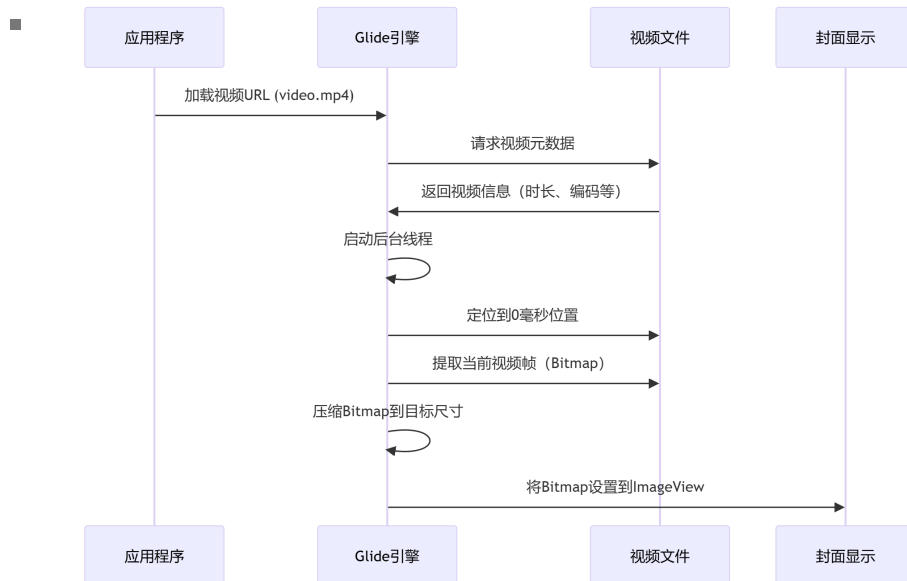 应用程序
Glide引擎
视频文件
封面显示
加载视频URL (video.mp4)
请求视频元数据
返回视频信息（时长、编码等）
启动后台线程
定位到0毫秒位置
提取当前视频帧（Bitmap）
压缩Bitmap到目标尺寸
将Bitmap设置到ImageView
应用程序
Glide引擎
视频文件
封面显示